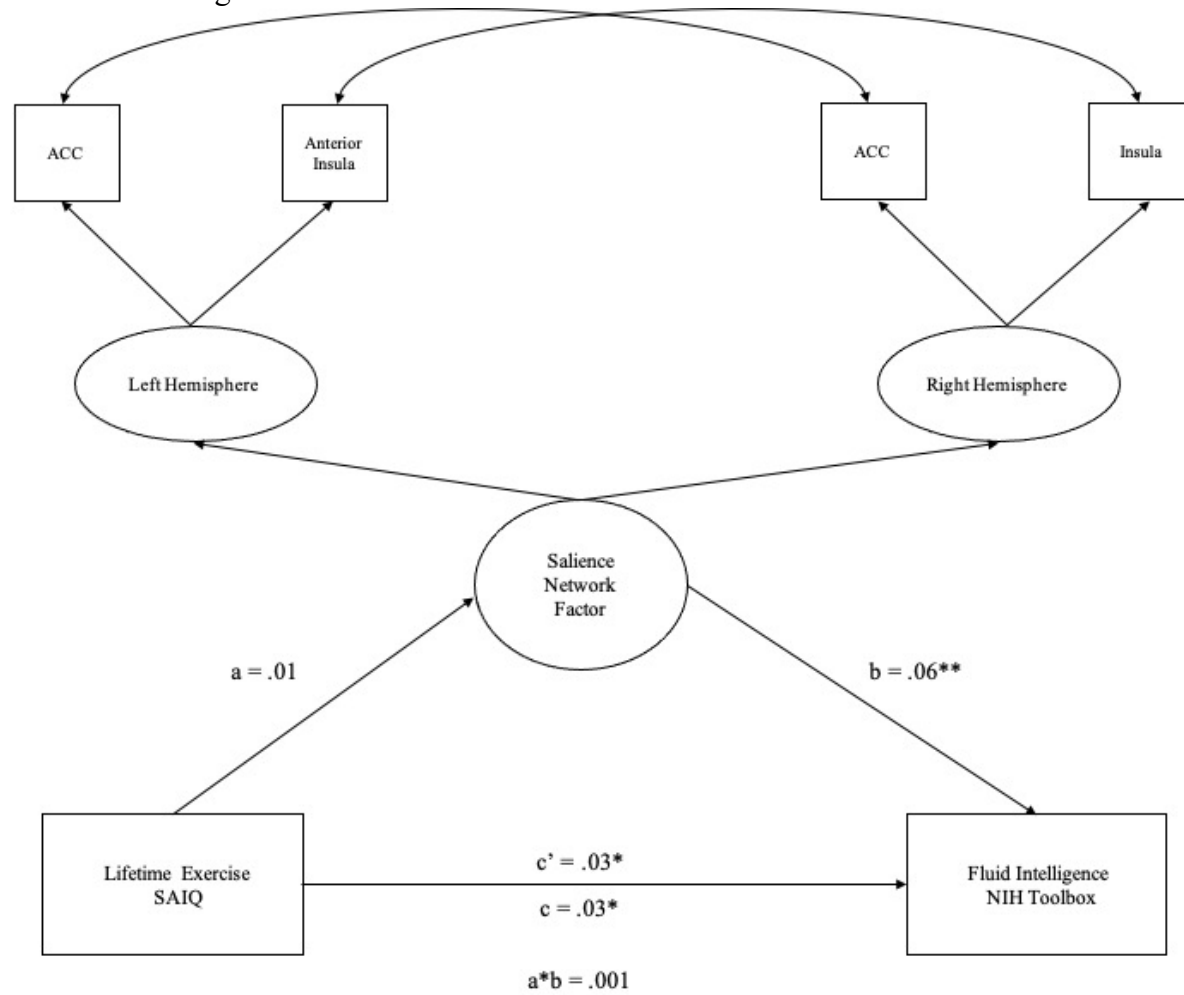 ACC
Anterior
Insula
ACC
Insula
Left Hemisphere
Right Hemisphere
Salience
Network
Factor
a = .01
b = .06**
Lifetime Exercise
SAIQ
c’ = .03*
c = .03*
Fluid Intelligence
NIH Toolbox
a*b = .001